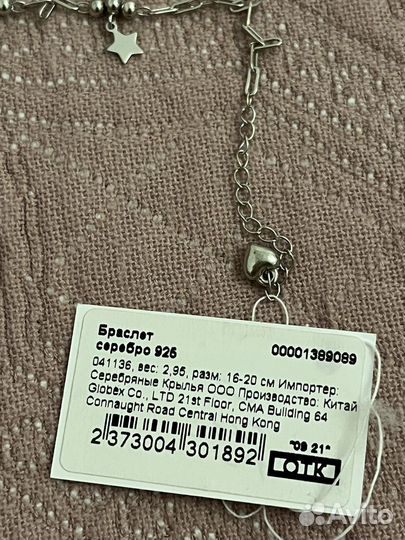 Браслет
серебро 925 00001389089
041136, вес: 2,95, разм: 16-20 см Импортер:
Серебряные Крылья ООО Производство: Китай
Globex Co., LTD 21st Floor, CMA Building 64
Connaught Road Central Hong Kong
2 373004 301892
"09 21"
ОТК
Avito